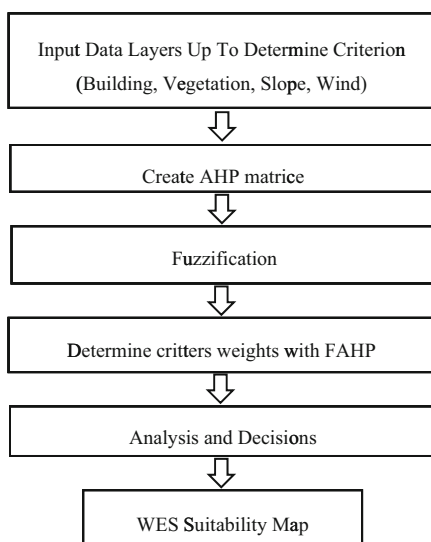 Input Data Layers Up To Determine Criterion
(Building, Vegetation, Slope, Wind)
Create AHP matrice
Fuzzification
Determine critters weights with FAHP
Analysis and Decisions
WES Suitability Map